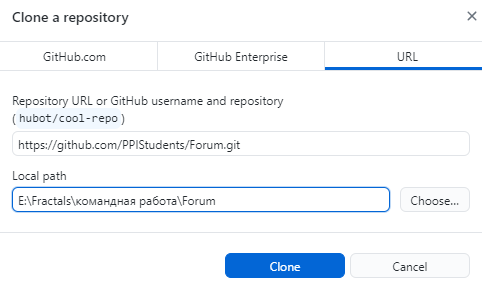 Clone a repository
GitHub.com GitHub Enterprise URL
Repository URL or GitHub username and repository
( hubot/cool-repo )
https://github.com/PPIStudents/Forum.git
Local path
E:\Fractals\командная работа\Forum Choose...
Clone Cancel